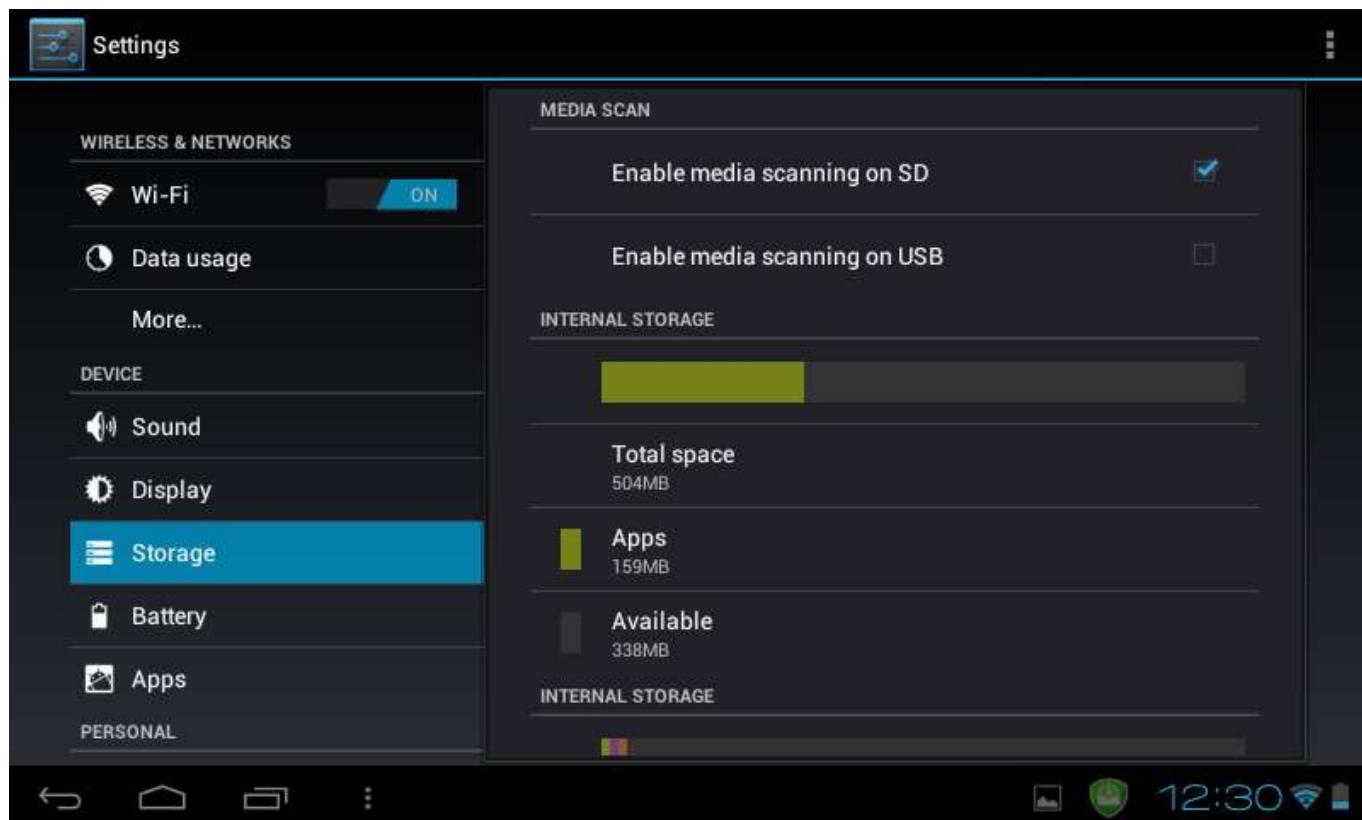 Settings
WIRELESS & NETWORKS
Wi-Fi ON
Data usage
More...
DEVICE
Sound
Display
Storage
Battery
Apps
PERSONAL
MEDIA SCAN
Enable media scanning on SD
Enable media scanning on USB
INTERNAL STORAGE
Total space
504MB
Apps
159MB
Available
338MB
INTERNAL STORAGE
12:30